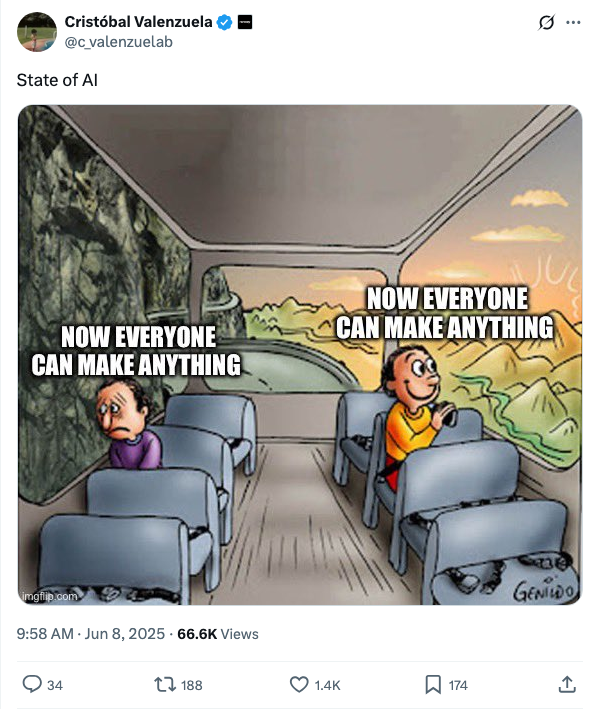 Cristóbal Valenzuela
@c_valenzuelab
State of AI
NOW EVERYONE
CAN MAKE ANYTHING
NOW EVERYONE
CAN MAKE ANYTHING
imgflip.com
GENILDO
9:58 AM · Jun 8, 2025 · 66.6K Views
34 188 1.4K 174